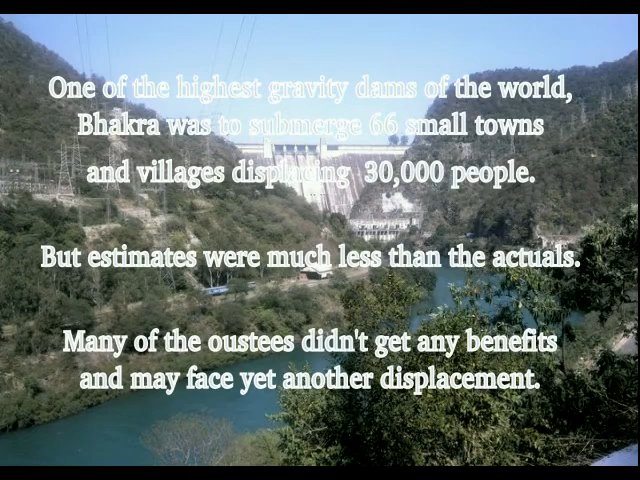 One of the highest gravity dams of the world,
Bhakra was to submerge 66 small towns
and villages displacing 30,000 people.
But estimates were much less than the actuals.
Many of the oustees didn't get any benefits
and may face yet another displacement.